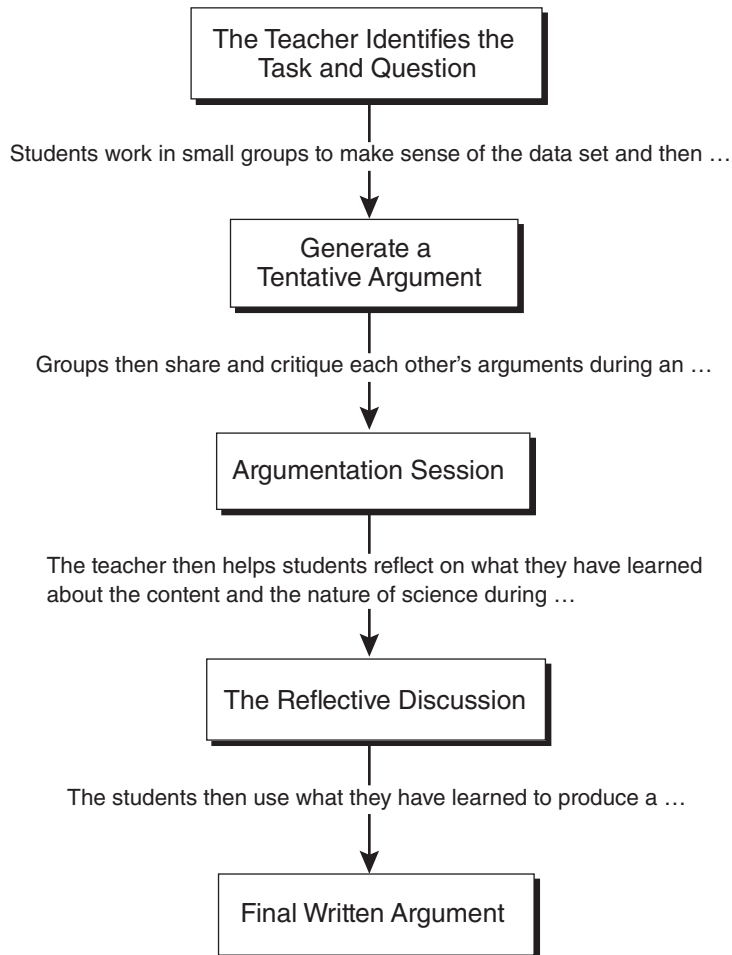 The Teacher Identifies the
Task and Question
Students work in small groups to make sense of the data set and then …
Generate a
Tentative Argument
Groups then share and critique each other’s arguments during an …
Argumentation Session
The teacher then helps students reflect on what they have learned
about the content and the nature of science during …
The Reflective Discussion
The students then use what they have learned to produce a …
Final Written Argument